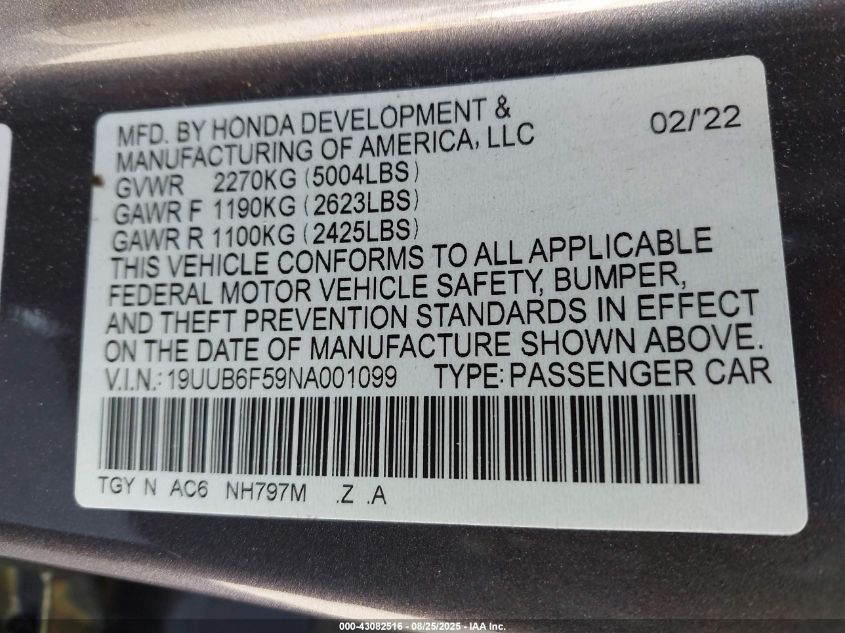 MFD. BY HONDA DEVELOPMENT & 02/'22
MANUFACTURING OF AMERICA, LLC
GVWR 2270KG (5004LBS)
GAWR F 1190KG (2623LBS)
GAWR R 1100KG (2425LBS)
THIS VEHICLE CONFORMS TO ALL APPLICABLE
FEDERAL MOTOR VEHICLE SAFETY, BUMPER,
AND THEFT PREVENTION STANDARDS IN EFFECT
ON THE DATE OF MANUFACTURE SHOWN ABOVE.
V.I.N.: 19UUB6F59NA001099 TYPE: PASSENGER CAR
TGY N AC6 NH797M .Z .A
000-43082516 - 08/25/2025 - IAA Inc.